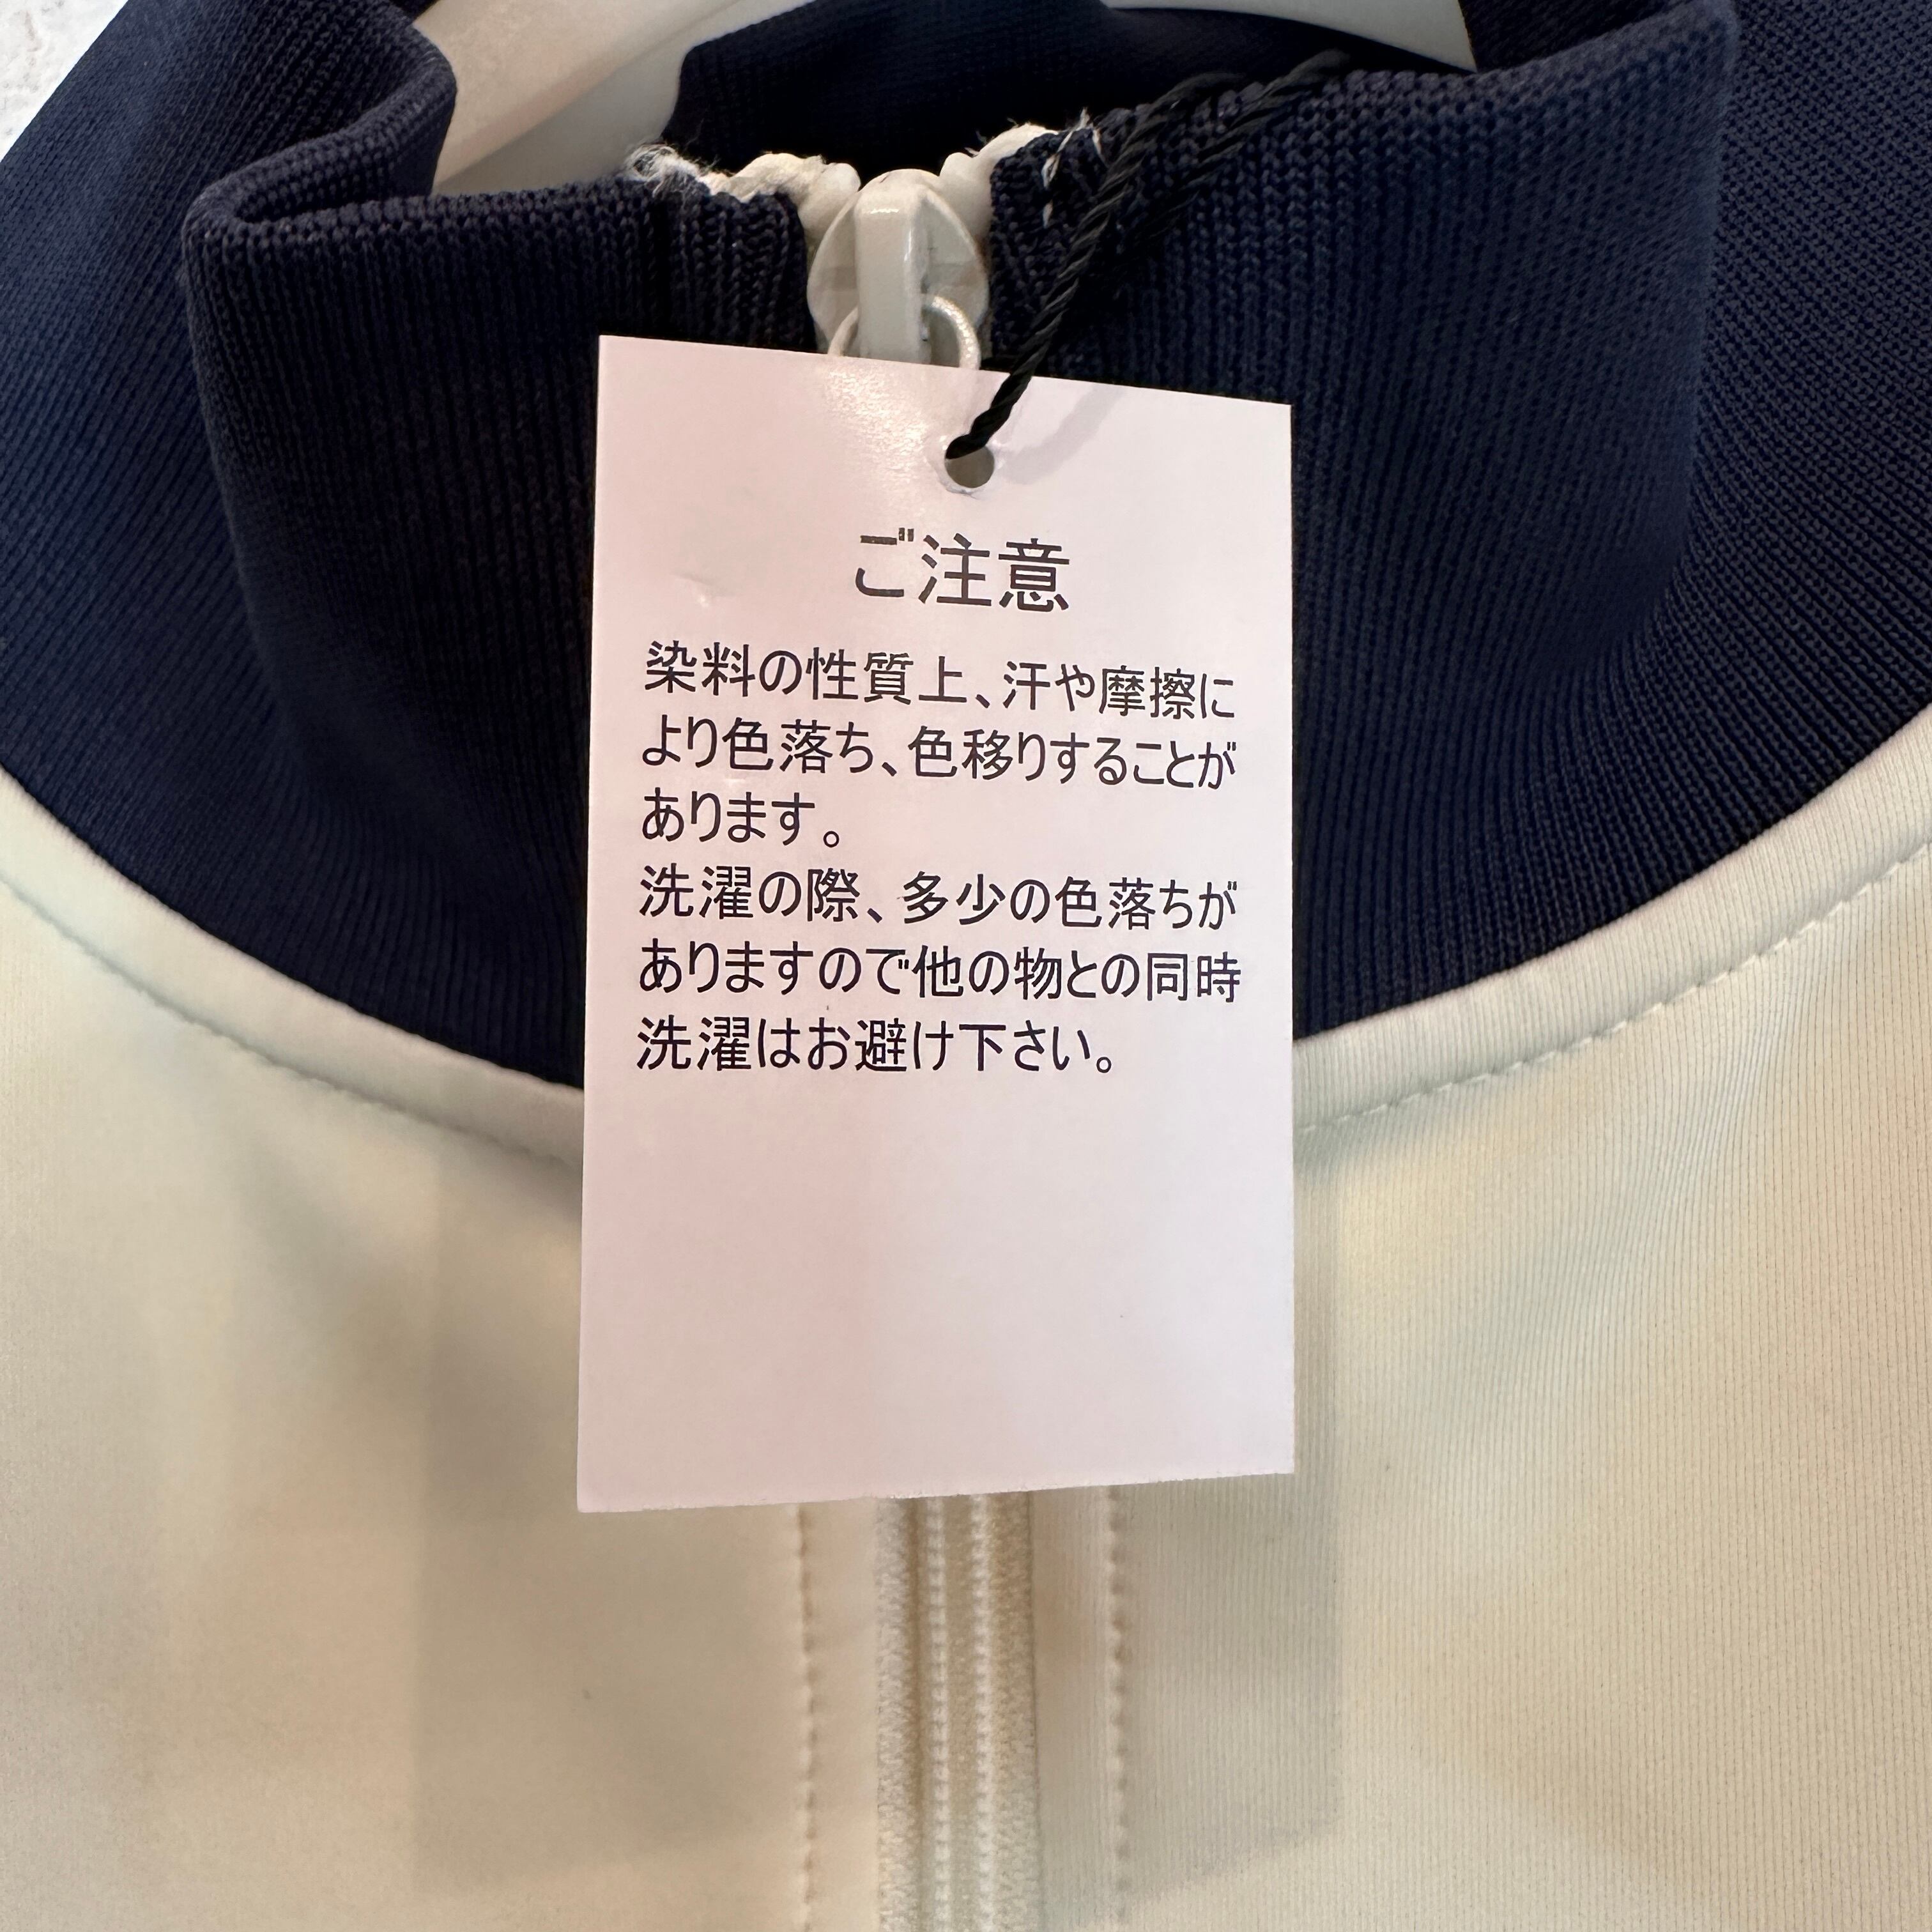 ご注意
染料の性質上、汗や摩擦に
より色落ち、色移りすることが
あります。
洗濯の際、多少の色落ちが
ありますので他の物との同時
洗濯はお避け下さい。